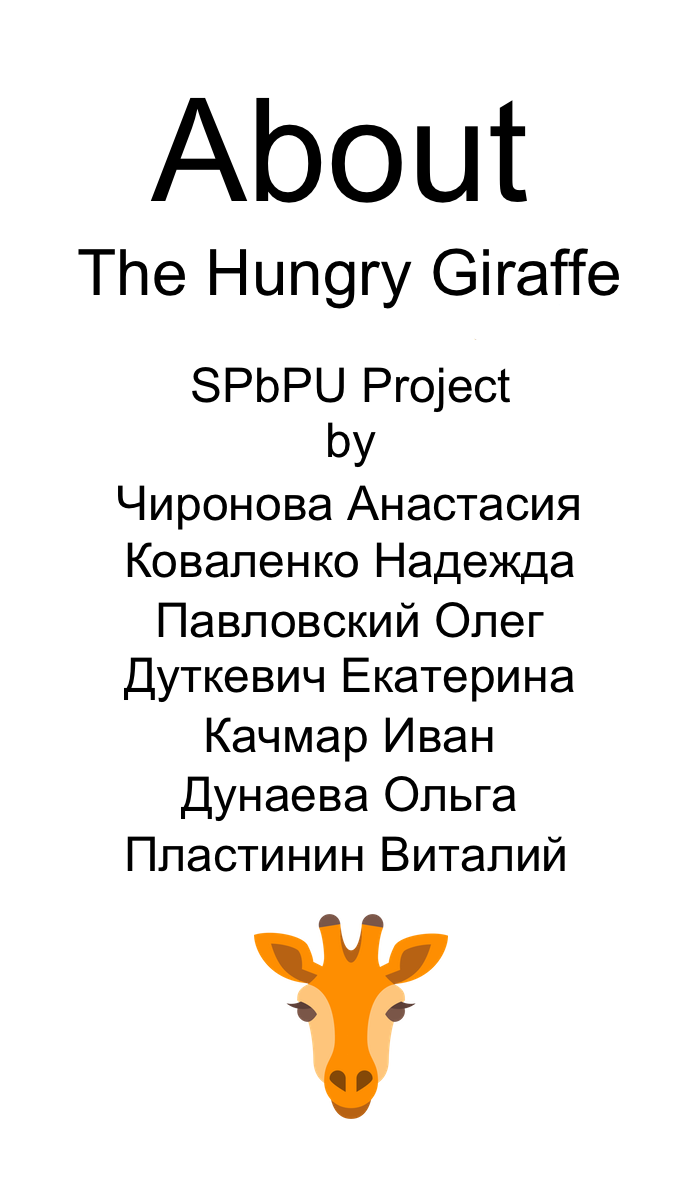 About
The Hungry Giraffe
SPbPU Project
by
Чиронова Анастасия
Коваленко Надежда
Павловский Олег
Дуткевич Екатерина
Качмар Иван
Дунаева Ольга
Пластинин Виталий